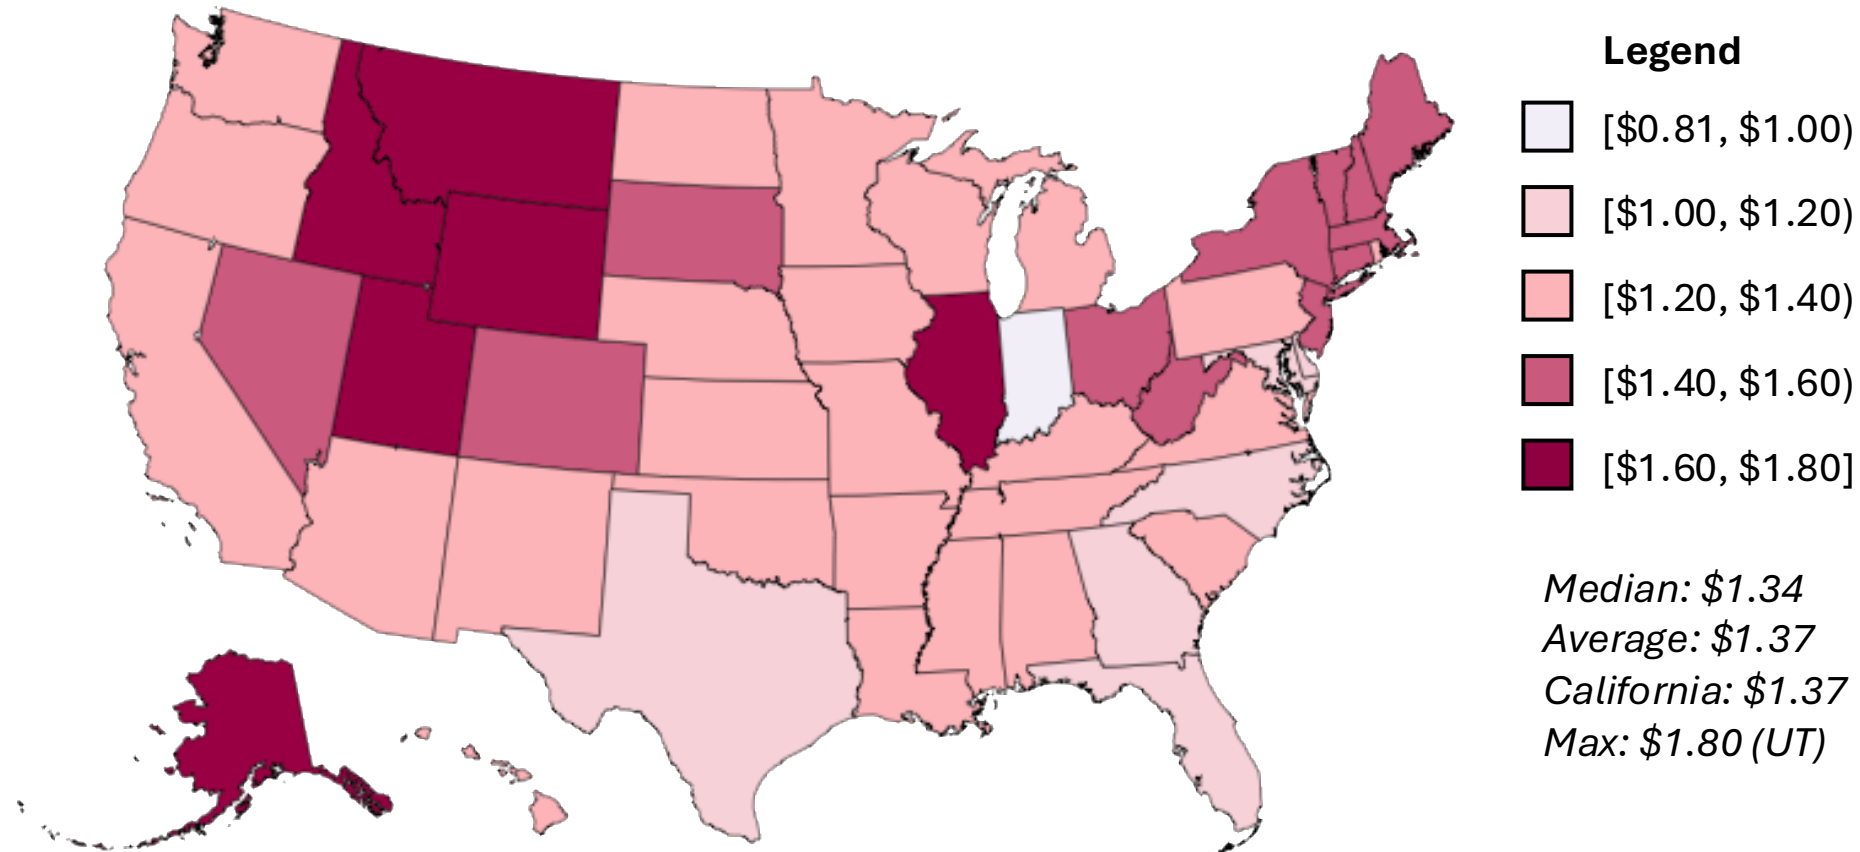 Legend
[$0.81, $1.00)
[$1.00, $1.20)
[$1.20, $1.40)
[$1.40, $1.60)
[$1.60, $1.80]
Median: $1.34
Average: $1.37
California: $1.37
Max: $1.80 (UT)